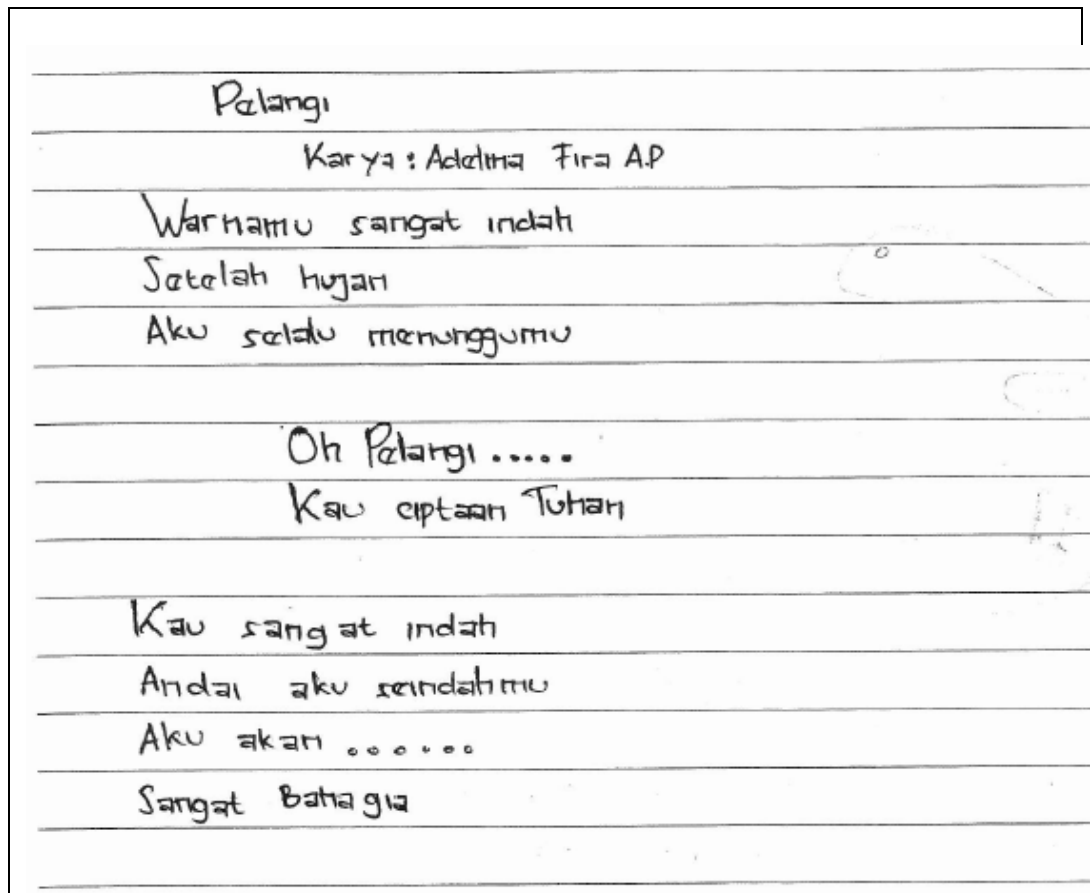 Pelangi
Karya : Adelina Fira A.P
Warnamu sangat indah
Setelah hujan
Aku selalu menunggumu
Oh Pelangi .....
Kau ciptaan Tuhan
Kau sangat indah
Andai aku seindahmu
Aku akan ......
Sangat Bahagia